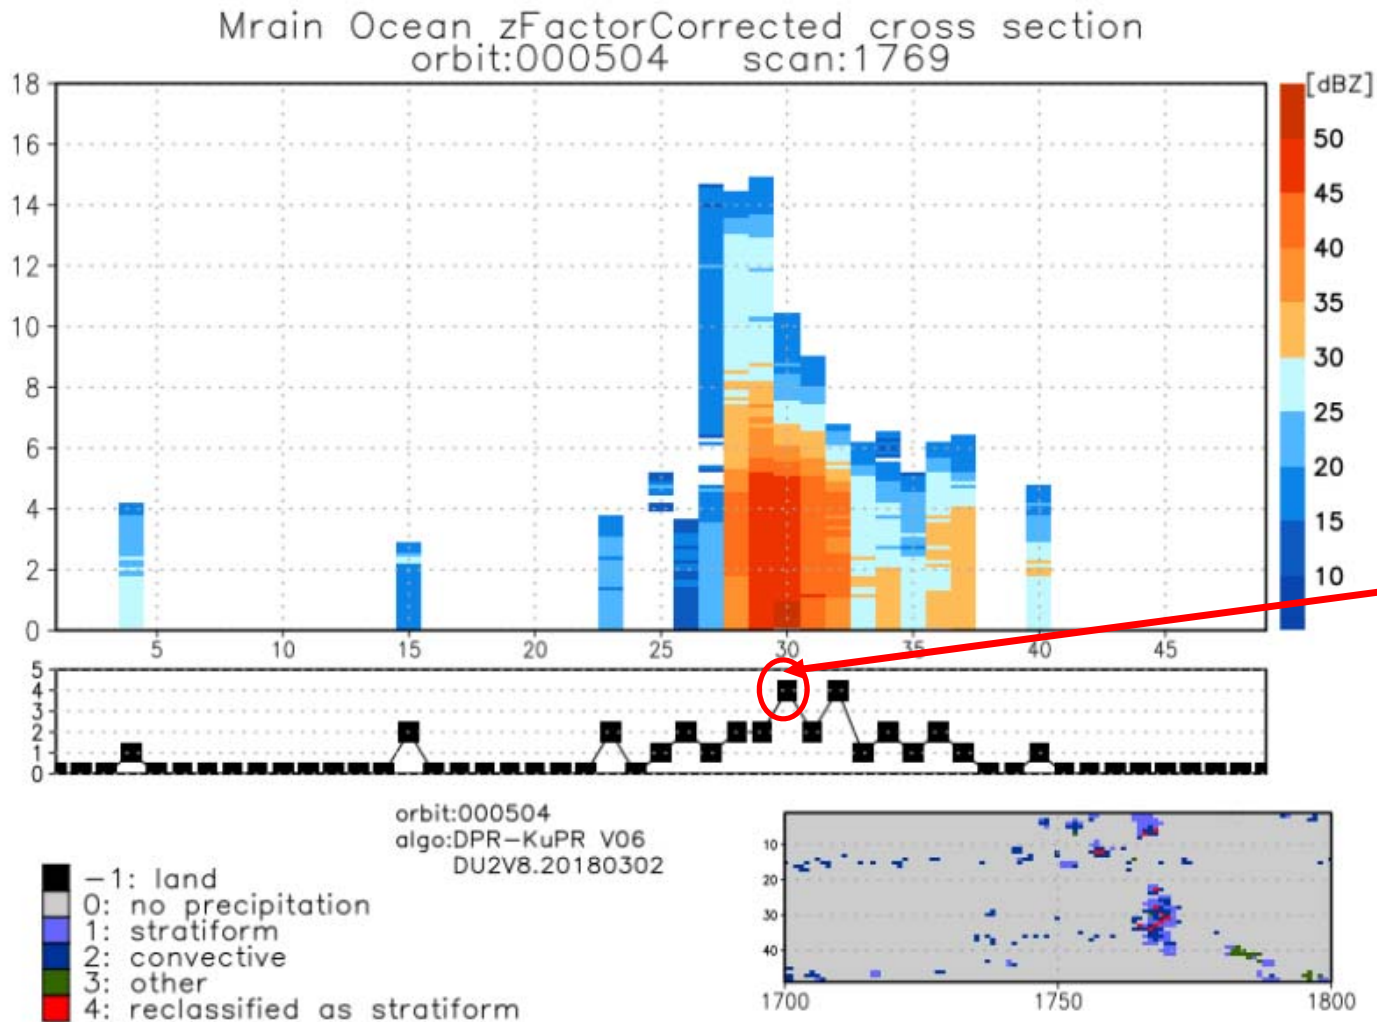 Mrain Ocean zFactorCorrected cross section
orbit:000504 scan:1769
[dBZ]
18
16
14
12
10
8
6
4
2
0
50
45
40
35
30
25
20
15
10
5 10 15 20 25 30 35 40 45
5
4
3
2
1
0
orbit:000504
algo:DPR-KuPR V06
DU2V8.20180302
-1: land
0: no precipitation
1: stratiform
2: convective
3: other
4: reclassified as stratiform
10
20
30
40
1700 1750 1800